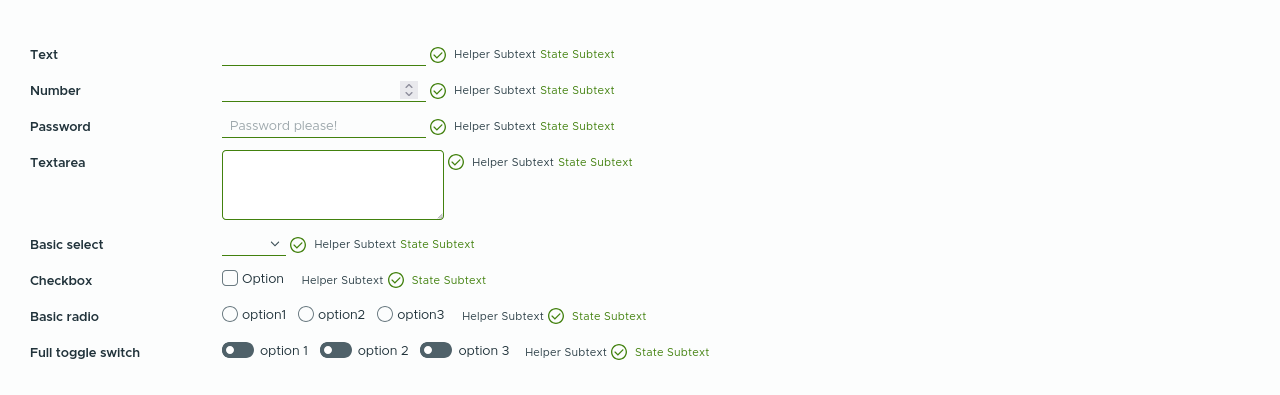 Text Helper Subtext State Subtext
Number Helper Subtext State Subtext
Password Password please! Helper Subtext State Subtext
Textarea Helper Subtext State Subtext
Basic select Helper Subtext State Subtext
Checkbox Option Helper Subtext State Subtext
Basic radio option1 option2 option3 Helper Subtext State Subtext
Full toggle switch option 1 option 2 option 3 Helper Subtext State Subtext